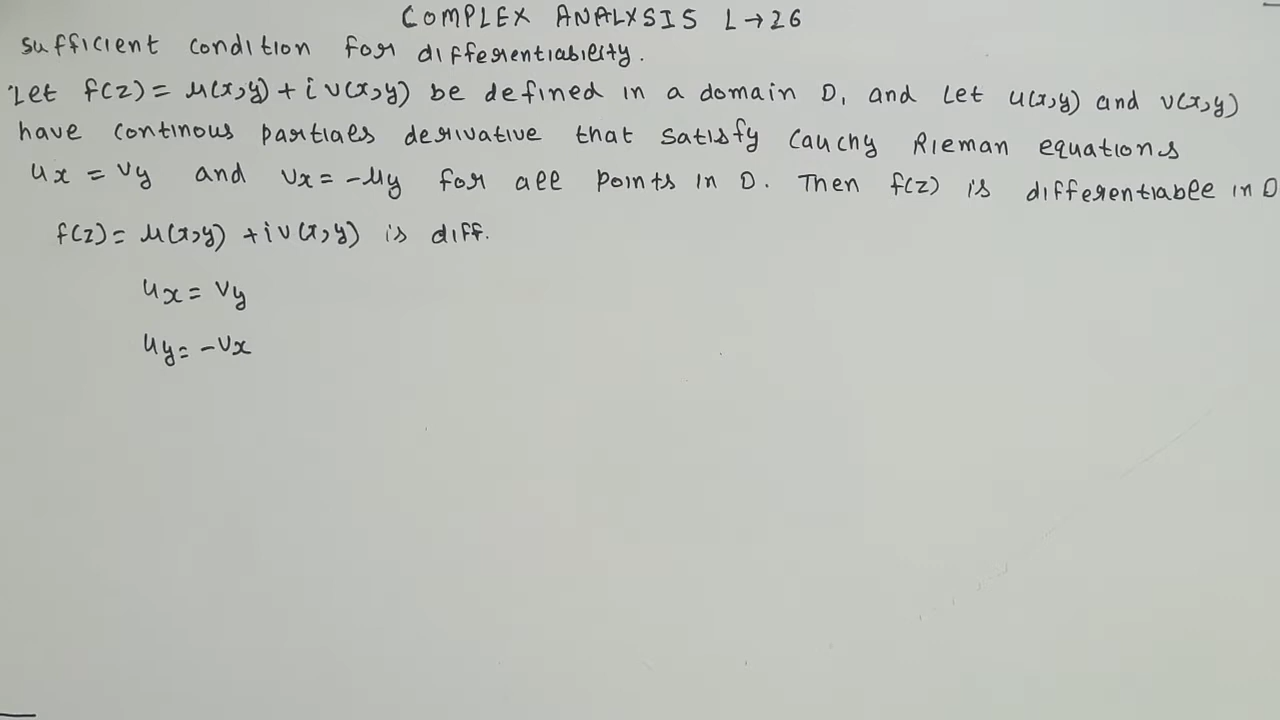 COMPLEX ANALYSIS L→26
sufficient condition for differentiability.
Let f(z) = u(x,y) + i v(x,y) be defined in a domain D, and Let u(x,y) and v(x,y)
have continous partials derivative that satisfy Cauchy Rieman equations
ux = vy and vx = -uy for all points in D. Then f(z) is differentiable in D
f(z) = u(x,y) + i v(x,y) is diff.
ux = vy
uy = -vx